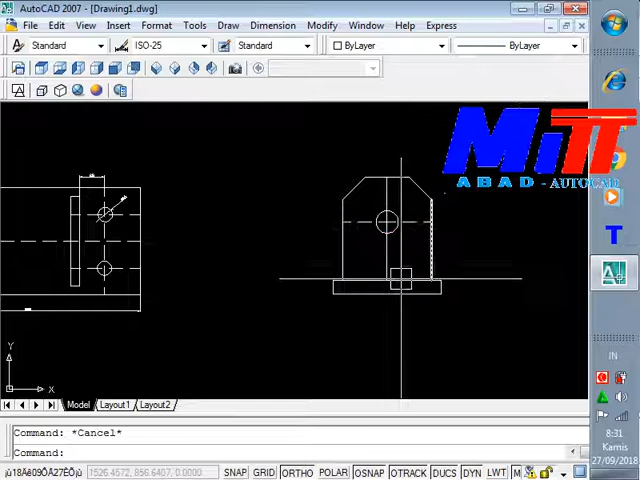 AutoCAD 2007 - [Drawing1.dwg]
File Edit View Insert Format Tools Draw Dimension Modify Window Help Express
Standard ISO-25 Standard ByLayer ByLayer
MiTT
ABAD-AUTOCAD
T
Y
X
Model Layout1 Layout2
Command: *Cancel*
Command:
1526.4572, 856.6407, 0.0000 SNAP GRID ORTHO POLAR OSNAP OTRACK DUCS DYN LWT M
IN
8:31
Kamis
27/09/2018